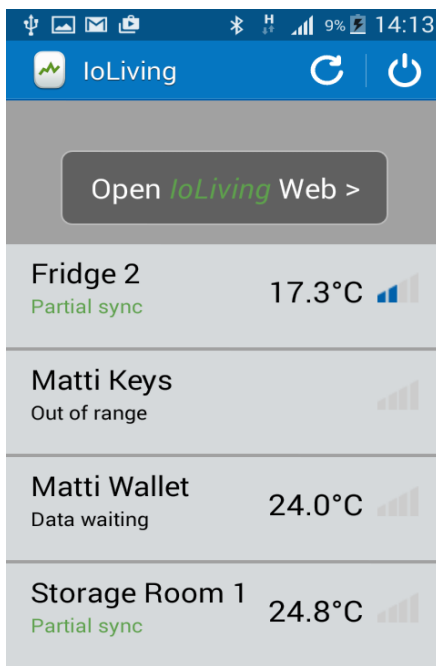 H 9% 14:13
IoLiving
Open IoLiving Web >
Fridge 2
17.3°C
Partial sync
Matti Keys
Out of range
Matti Wallet
24.0°C
Data waiting
Storage Room 1
24.8°C
Partial sync